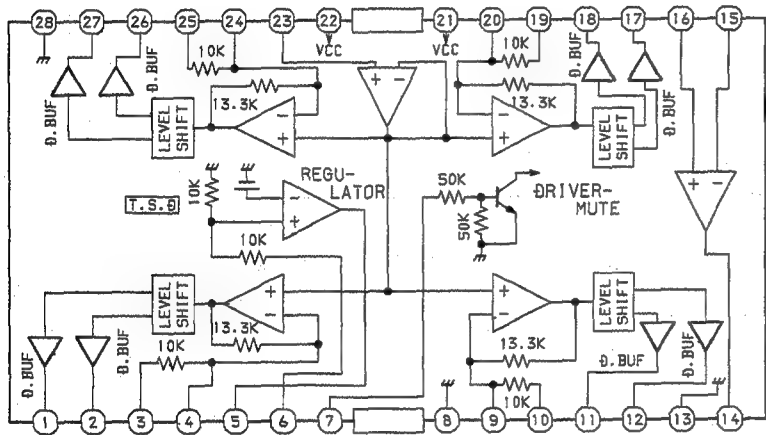 28 27 26 25 24 23 22 21 20 19 18 17 16 15
VCC VCC
10K 10K
D.BUF D.BUF
13.3K 13.3K
D.BUF D.BUF
LEVEL SHIFT
LEVEL SHIFT
+ - + -
- -
+ +
+ -
REGU-
LATOR
T.S.D
10K
-
+
10K
50K
50K
DRIVER-
MUTE
LEVEL SHIFT
LEVEL SHIFT
+ +
- -
13.3K 13.3K
10K 10K
D.BUF D.BUF
D.BUF D.BUF
1 2 3 4 5 6 7 8 9 10 11 12 13 14